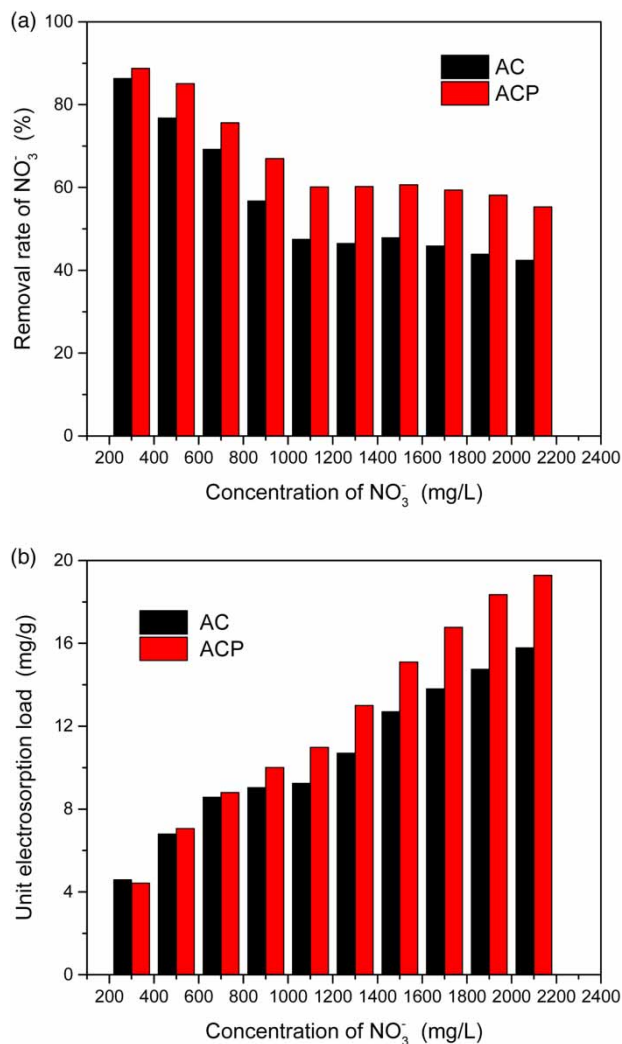 (a)
100
80
60
40
20
0
Removal rate of NO₃⁻ (%)
AC
ACP
200 400 600 800 1000 1200 1400 1600 1800 2000 2200 2400
Concentration of NO₃⁻ (mg/L)
(b)
20
16
12
8
4
0
Unit electrosorption load (mg/g)
AC
ACP
200 400 600 800 1000 1200 1400 1600 1800 2000 2200 2400
Concentration of NO₃⁻ (mg/L)